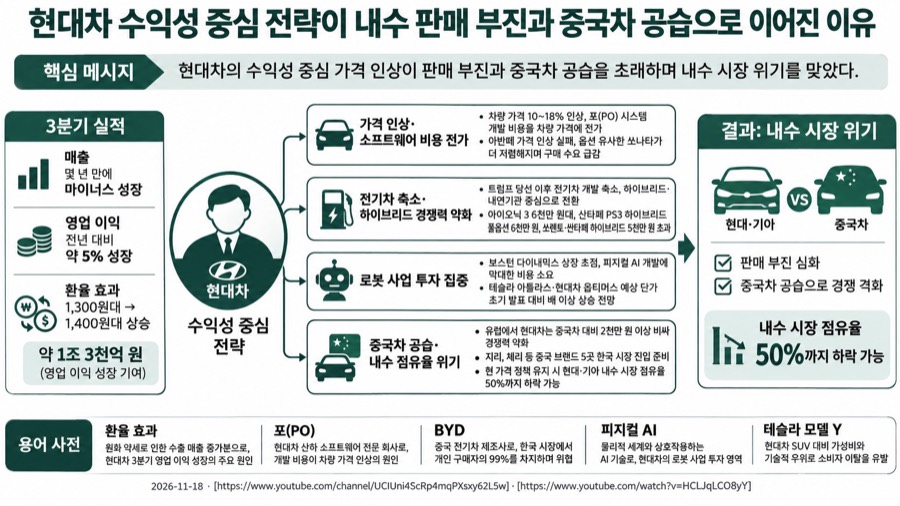 현대차 수익성 중심 전략이 내수 판매 부진과 중국차 공습으로 이어진 이유
핵심 메시지
현대차의 수익성 중심 가격 인상이 판매 부진과 중국차 공습을 초래하며 내수 시장 위기를 맞았다.
3분기 실적
매출
몇 년 만에
마이너스 성장
영업 이익
전년 대비
약 5% 성장
환율 효과
1,300원대 →
1,400원대 상승
₩
$
약 1조 3천억 원
(영업 이익 성장 기여)
현대차
수익성 중심
전략
가격 인상·
소프트웨어 비용 전가
• 차량 가격 10~18% 인상, 포(PO) 시스템
개발 비용을 차량 가격에 전가
• 아반떼 가격 인상 실패, 옵션 유사한 쏘나타가
더 저렴해지며 구매 수요 급감
전기차 축소·
하이브리드 경쟁력 약화
• 트럼프 당선 이후 전기차 개발 축소, 하이브리드·
내연기관 중심으로 전환
• 아이오닉 3 6천만 원대, 산타페 PS3 하이브리드
풀옵션 6천만 원, 쏘렌토·싼타페 하이브리드 5천만 원 초과
로봇 사업 투자 집중
• 보스턴 다이내믹스 상장 초점, 피지컬 AI 개발에
막대한 비용 소요
• 테슬라 아틀라스·현대차 옵티머스 예상 단가
초기 발표 대비 배 이상 상승 전망
중국차 공습·
내수 점유율 위기
• 유럽에서 현대차는 중국차 대비 2천만 원 이상 비싸
경쟁력 약화
• 지리, 체리 등 중국 브랜드 5곳 한국 시장 진입 준비
• 현 가격 정책 유지 시 현대·기아 내수 시장 점유율
50%까지 하락 가능
결과: 내수 시장 위기
VS
현대·기아
중국차
판매 부진 심화
중국차 공습으로 경쟁 격화
내수 시장 점유율
50%까지 하락 가능
용어 사전
환율 효과
원화 약세로 인한 수출 매출 증가분으로,
현대차 3분기 영업 이익 성장의 주요 원인
포(PO)
현대차 산하 소프트웨어 전문 회사로,
개발 비용이 차량 가격 인상의 원인
BYD
중국 전기차 제조사로, 한국 시장에서
개인 구매자의 99%를 차지하며 위협
피지컬 AI
물리적 세계와 상호작용하는
AI 기술로, 현대차의 로봇 사업 투자 영역
테슬라 모델 Y
현대차 SUV 대비 가성비와
기술적 우위로 소비자 이탈을 유발
2026-11-18 · [https://www.youtube.com/channel/UCIUni4ScRp4mqPXsxy62L5w] · [https://www.youtube.com/watch?v=HCLJqLCO8yY]